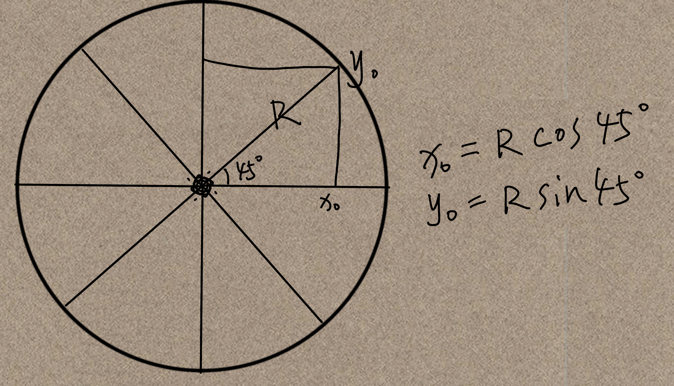 y₀
R
45°
x₀
x₀ = R cos 45°
y₀ = R sin 45°